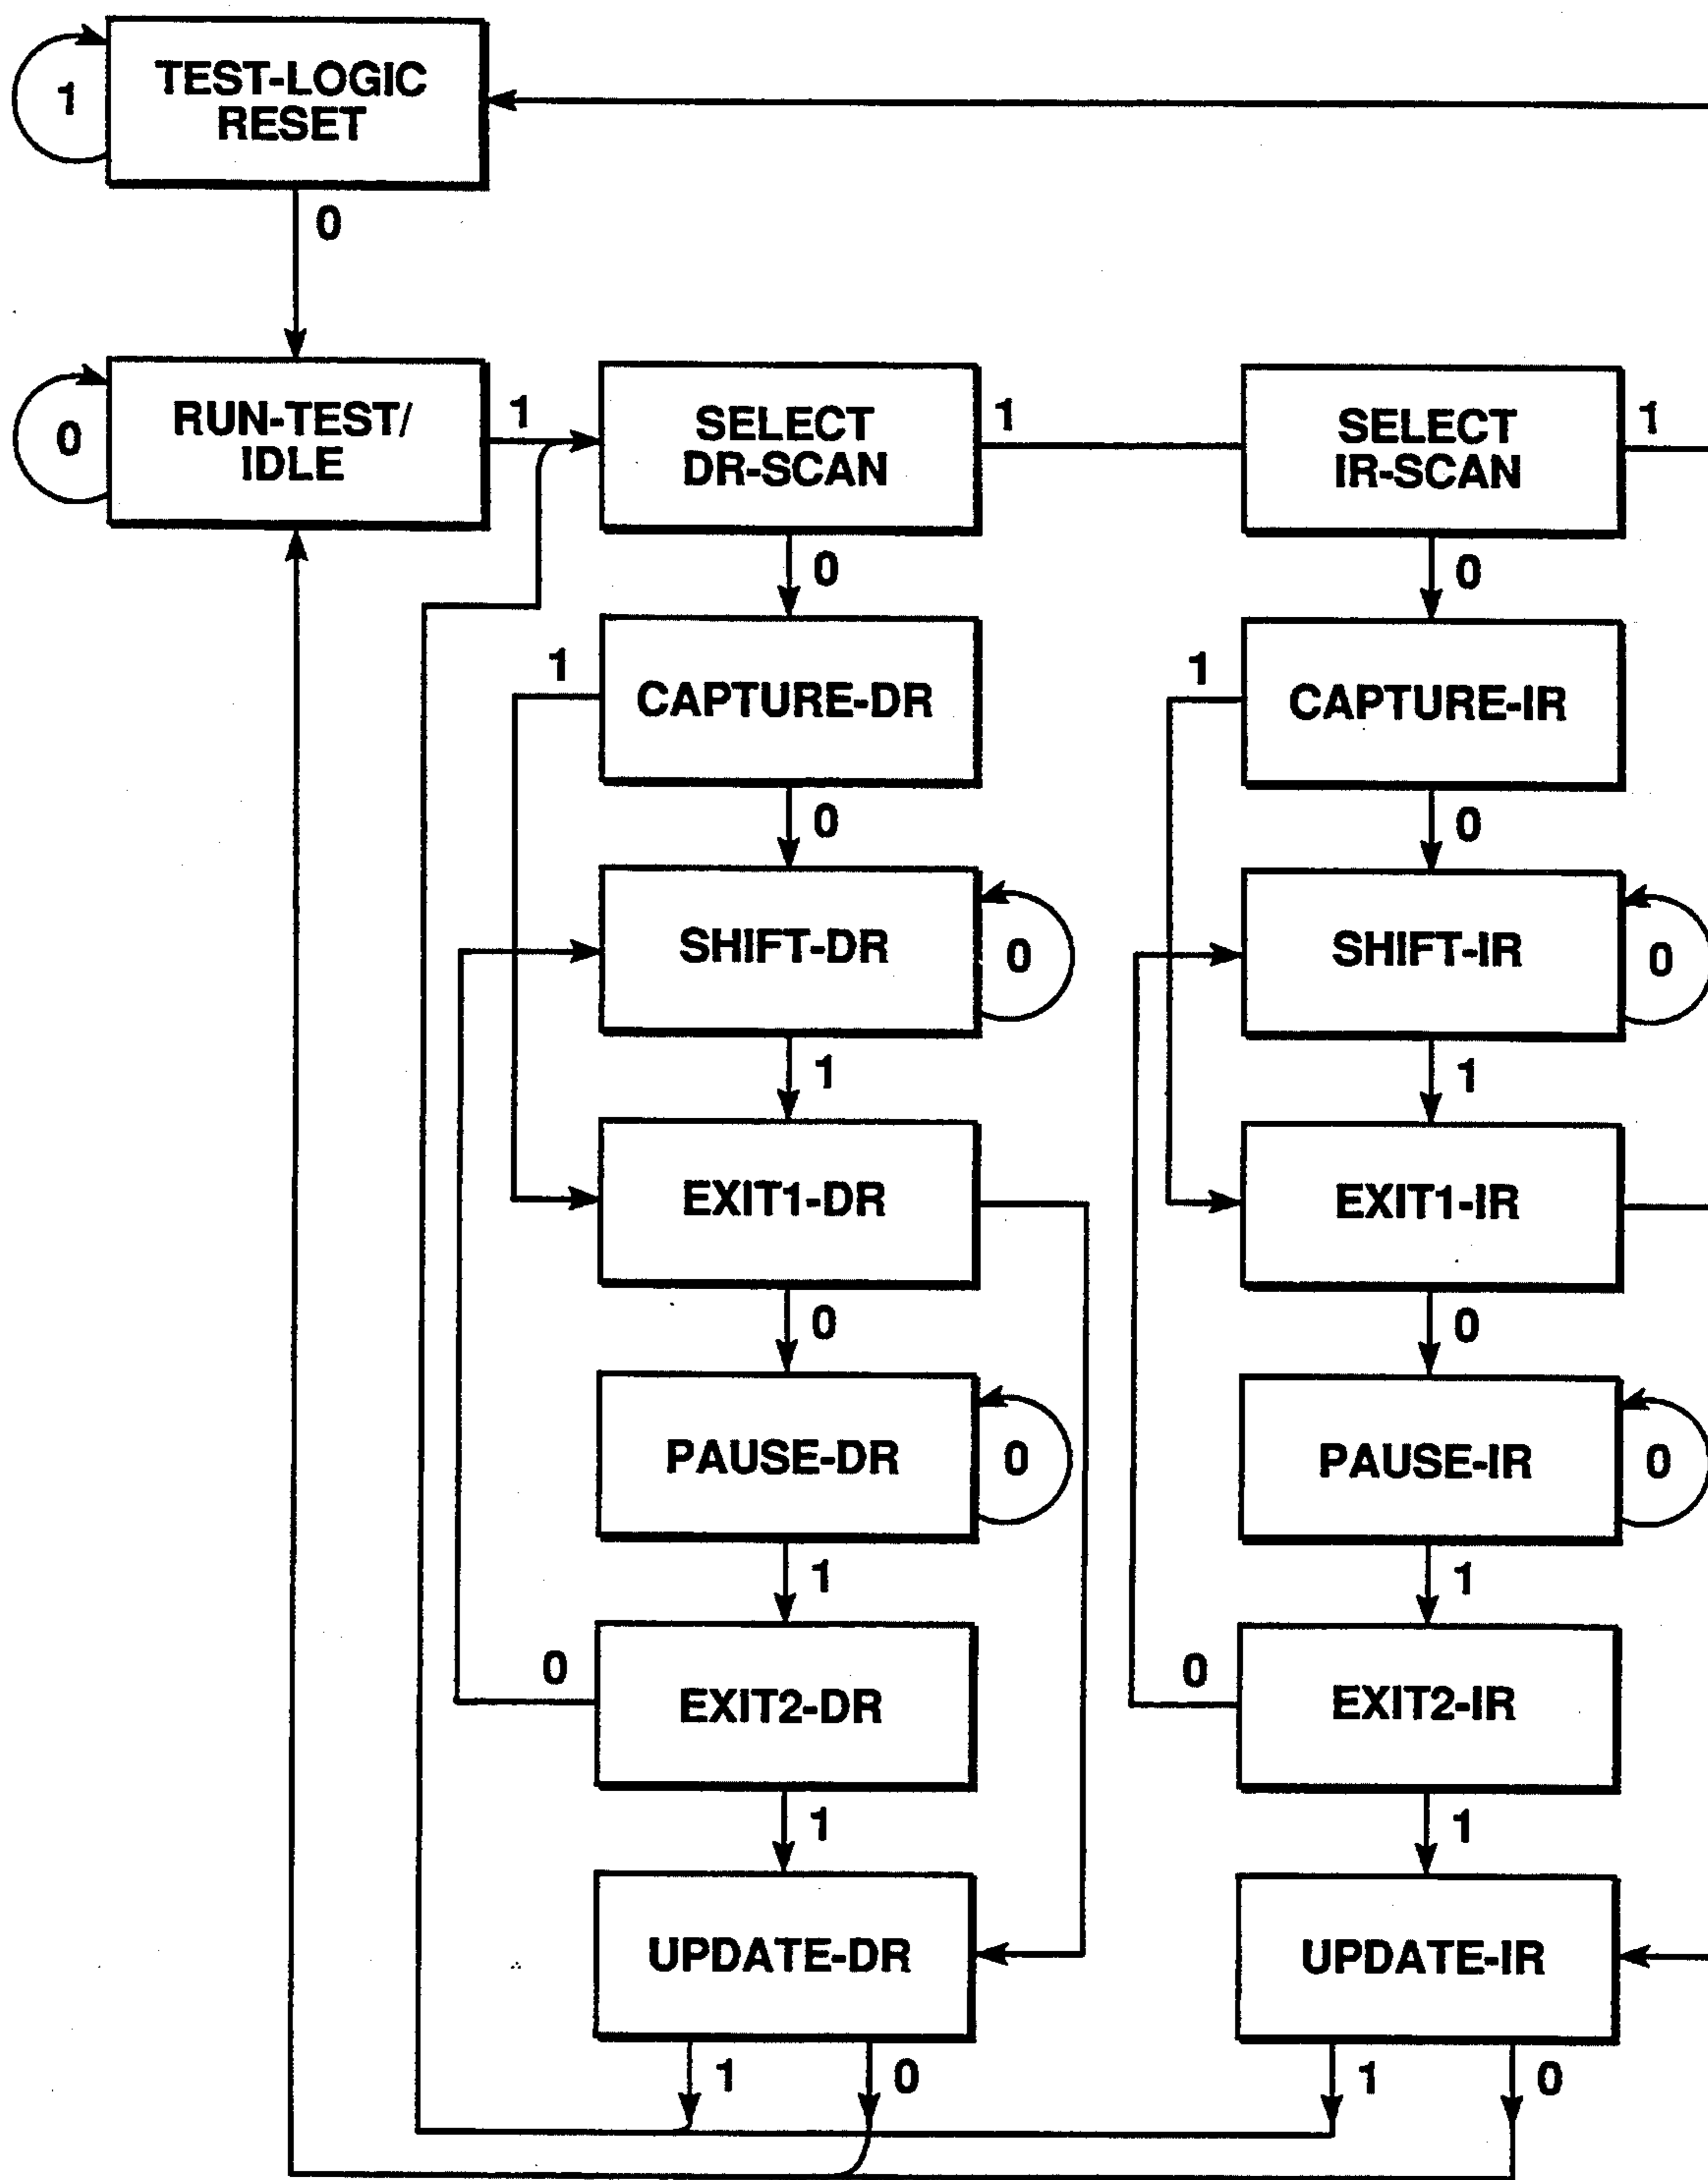 TEST-LOGIC
RESET
1
0
RUN-TEST/
IDLE
0
1
SELECT
DR-SCAN
1
SELECT
IR-SCAN
1
0
0
1
CAPTURE-DR
1
CAPTURE-IR
0
0
SHIFT-DR
0
SHIFT-IR
0
1
1
EXIT1-DR
EXIT1-IR
0
0
PAUSE-DR
0
PAUSE-IR
0
1
1
0
EXIT2-DR
0
EXIT2-IR
1
1
UPDATE-DR
UPDATE-IR
1
0
1
0